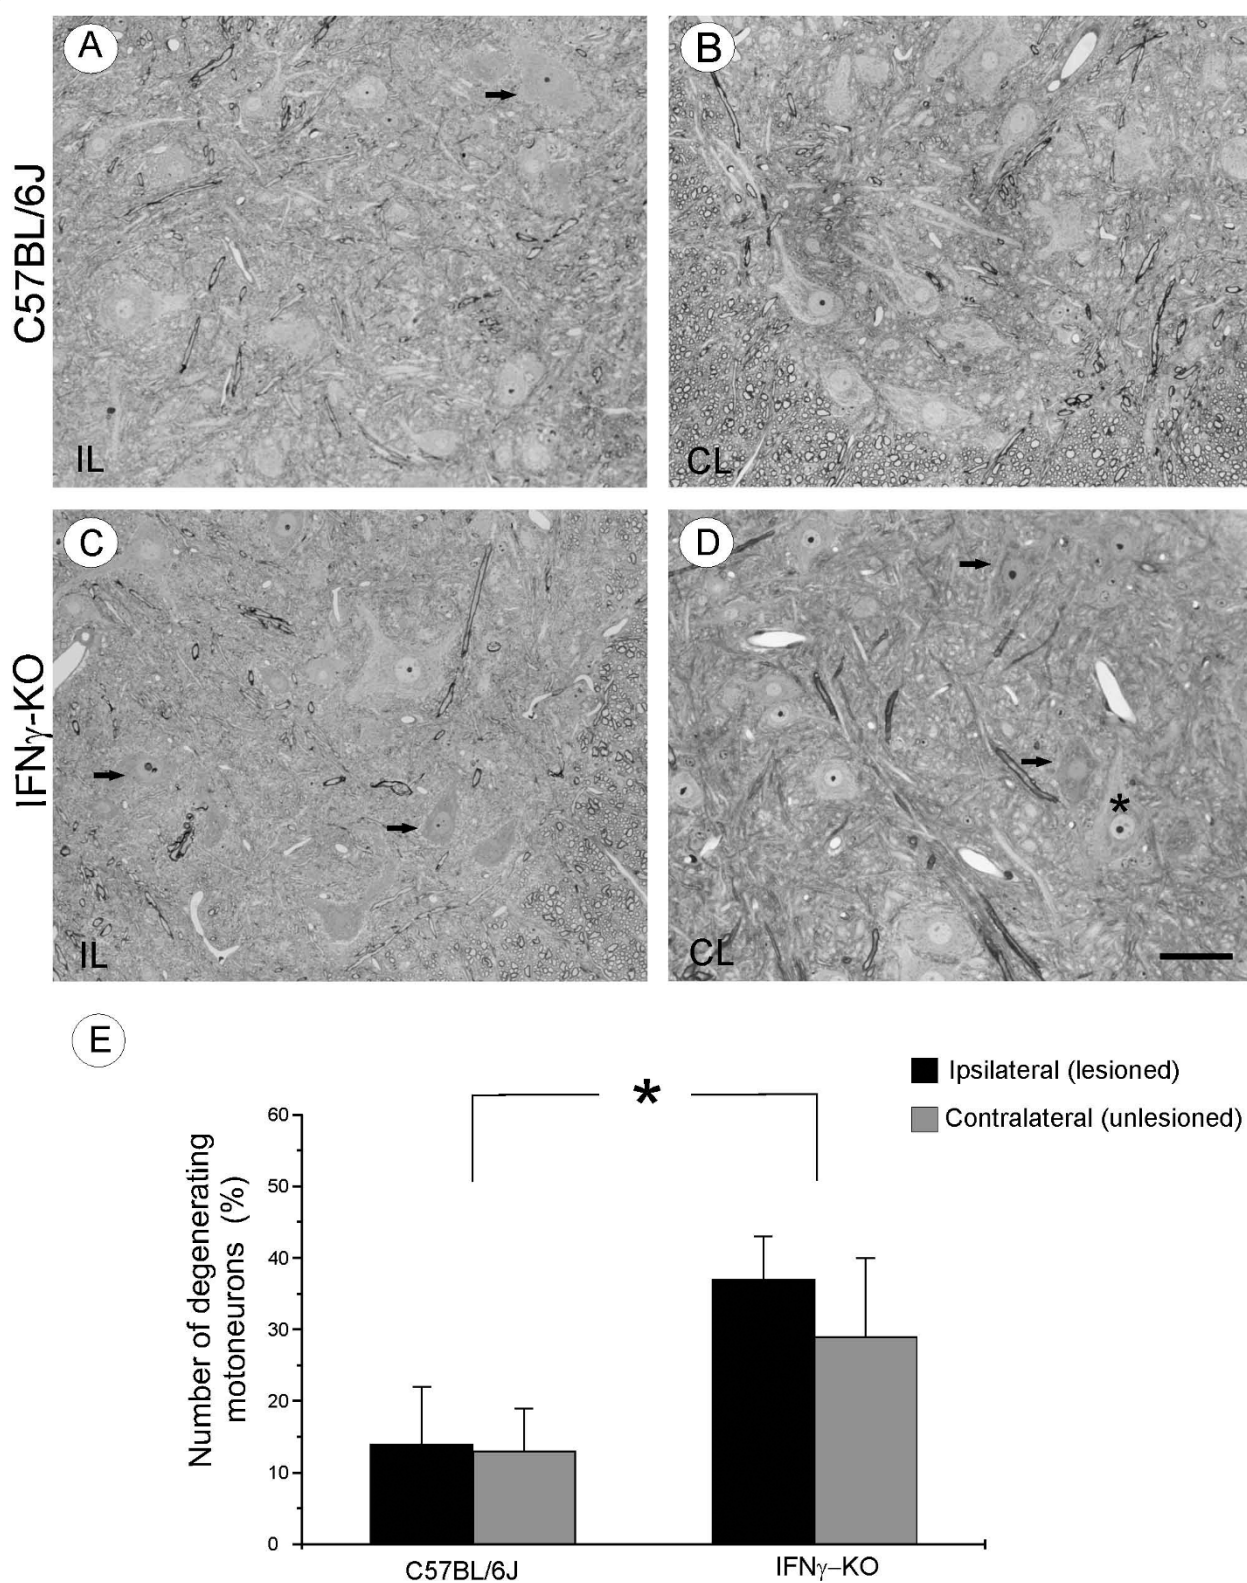 A
B
C57BL/6J
IL
CL
C
D
IFNγ-KO
IL
CL
*
E
Ipsilateral (lesioned)
Contralateral (unlesioned)
*
Number of degenerating
motoneurons (%)
60
50
40
30
20
10
0
C57BL/6J
IFNγ–KO